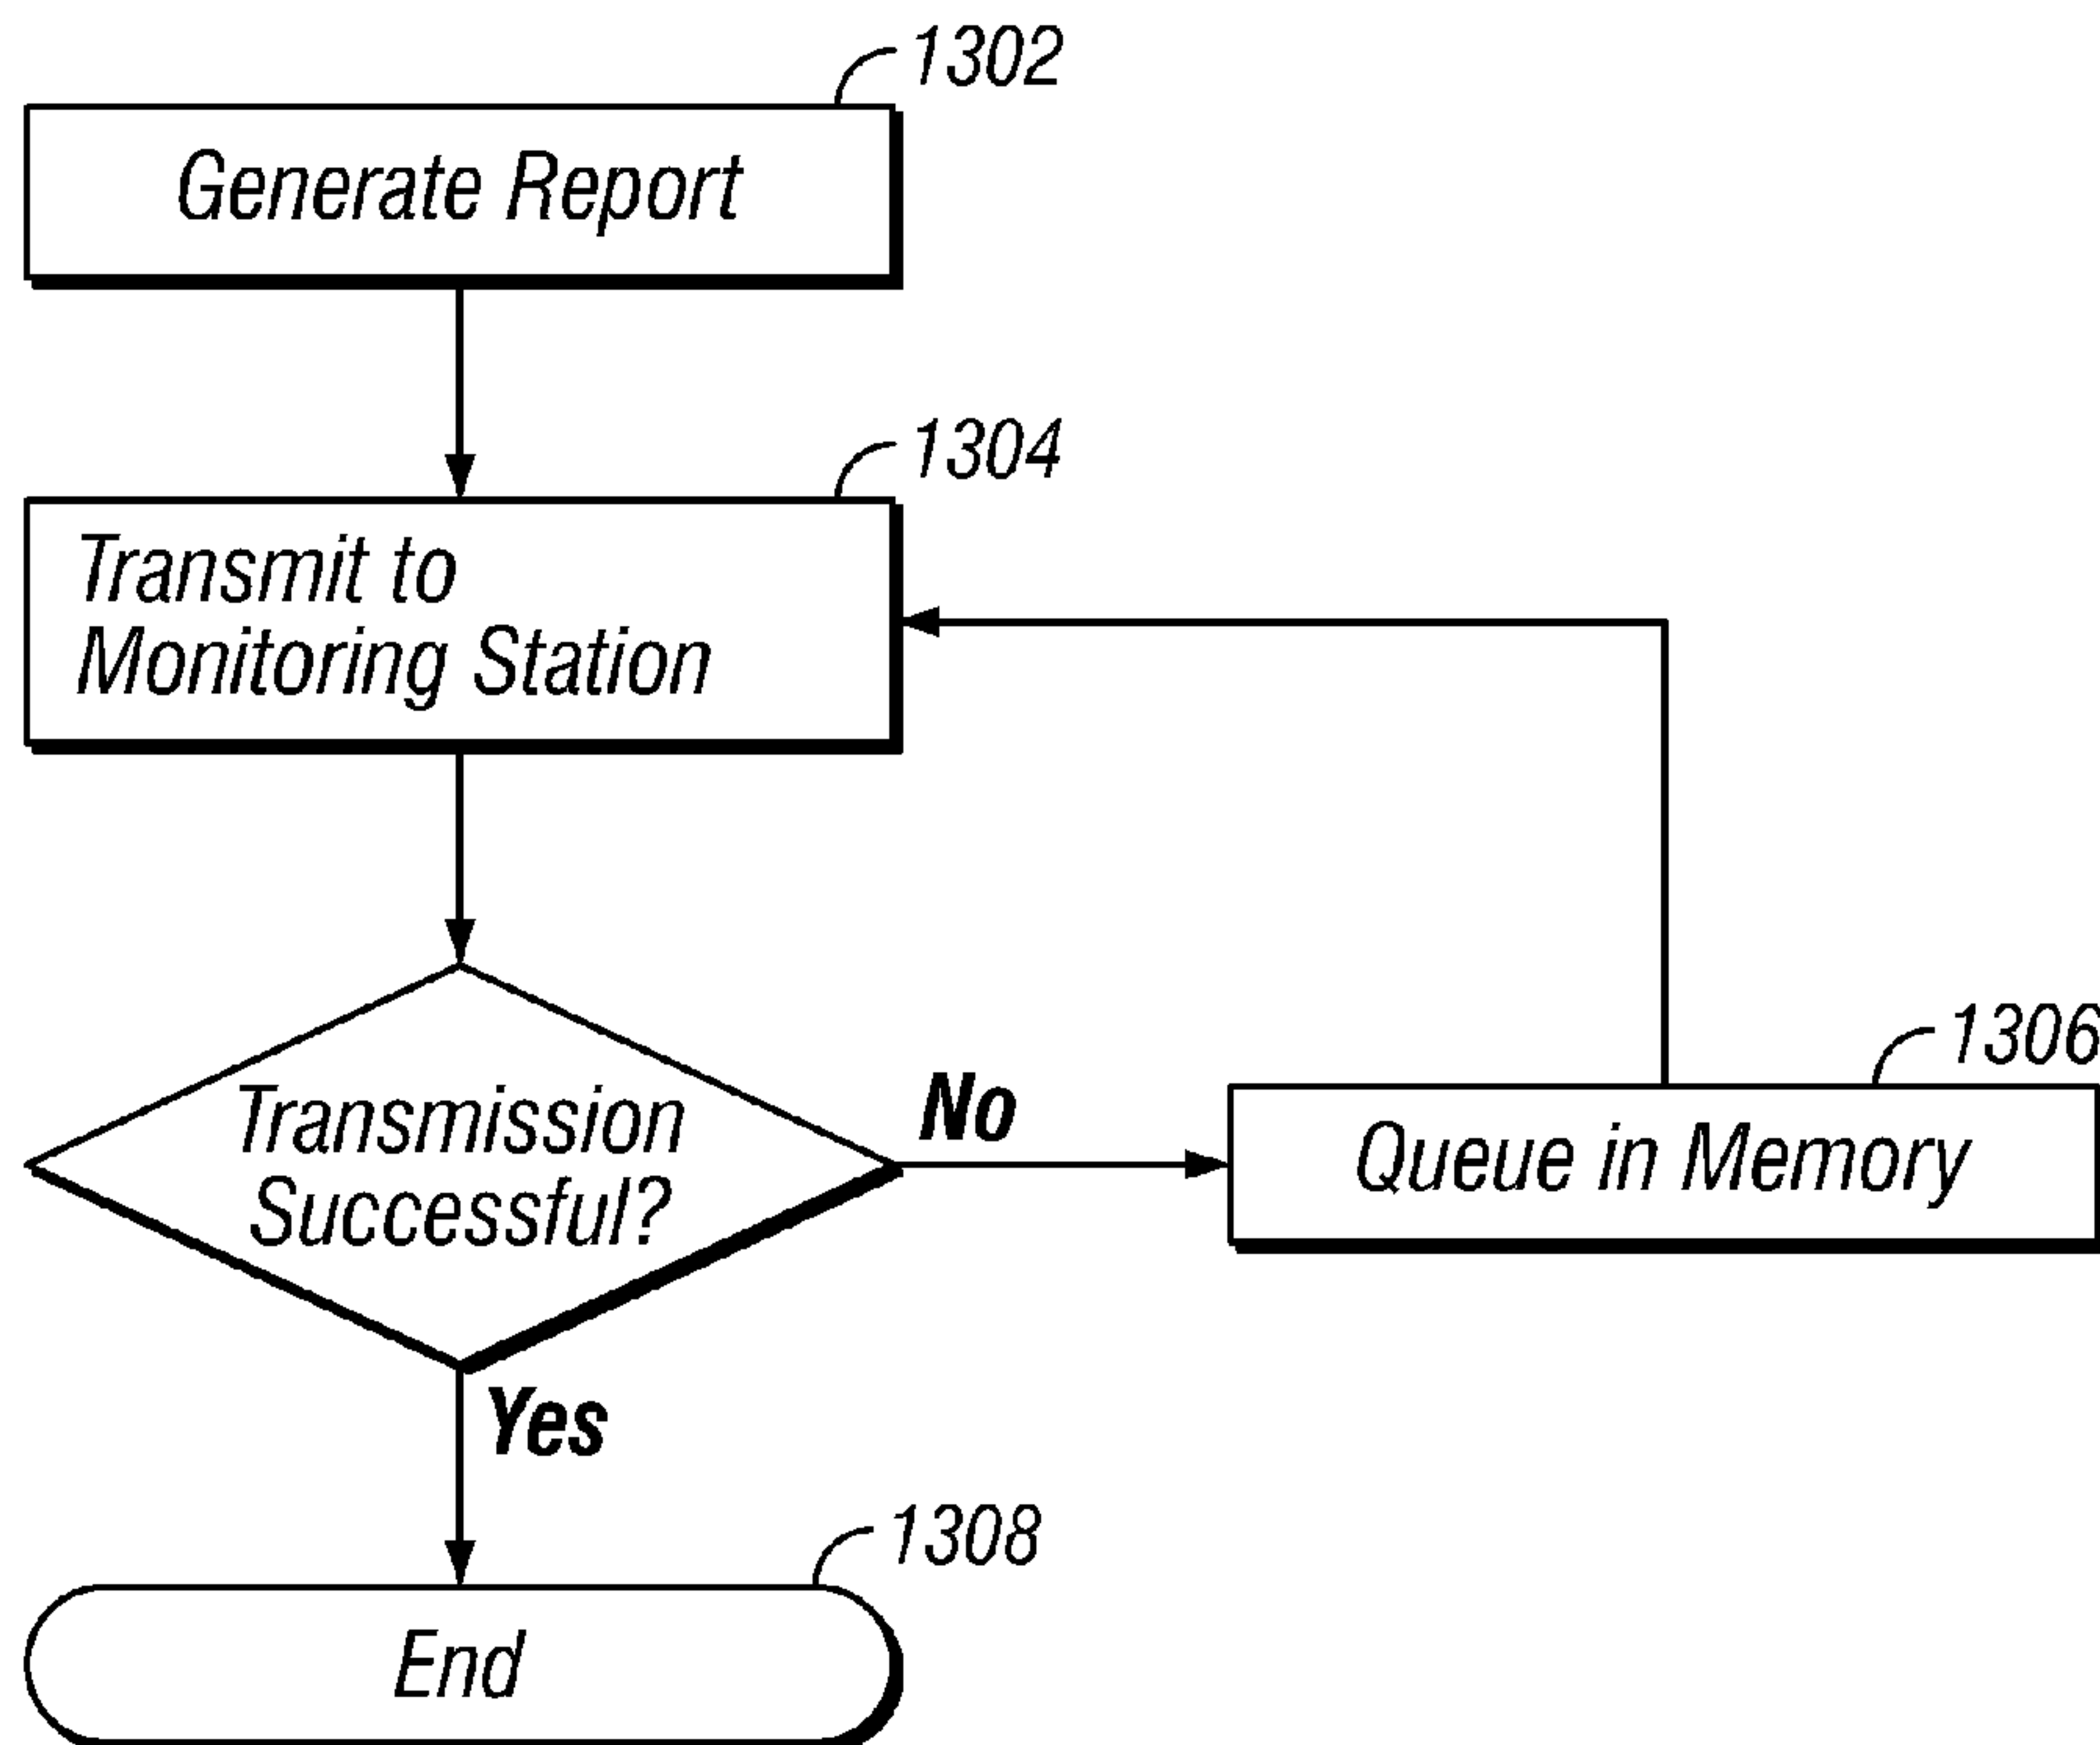 1302
Generate Report
1304
Transmit to
Monitoring Station
1306
Transmission
Successful?
No
Queue in Memory
Yes
1308
End